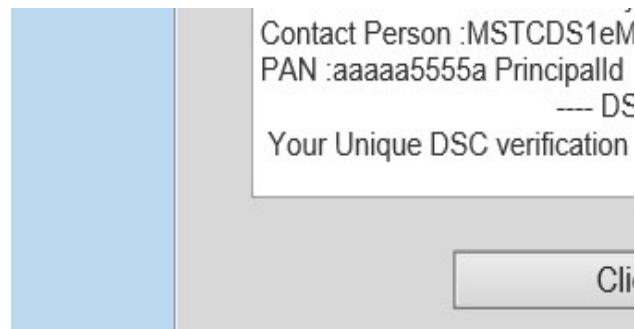 Contact Person :MSTCDS1eM
PAN :aaaaa5555a PrincipalId
---- DS
Your Unique DSC verification
Cli